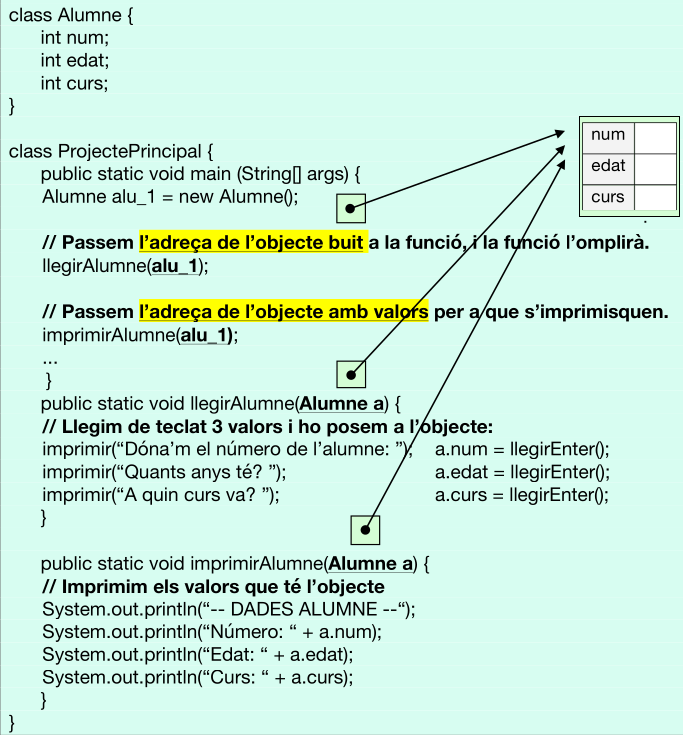 class Alumne {
int num;
int edat;
int curs;
}
class ProjectePrincipal {
public static void main (String[] args) {
Alumne alu_1 = new Alumne();
num
edat
curs
// Passem l’adreça de l’objecte buit a la funció, i la funció l’omplirà.
llegirAlumne(alu_1);
// Passem l’adreça de l’objecte amb valors per a que s’imprimisquen.
imprimirAlumne(alu_1);
...
}
public static void llegirAlumne(Alumne a) {
// Llegim de teclat 3 valors i ho posem a l’objecte:
imprimir(“Dóna’m el número de l’alumne: ”); a.num = llegirEnter();
imprimir(“Quants anys té? ”); a.edat = llegirEnter();
imprimir(“A quin curs va? ”); a.curs = llegirEnter();
}
public static void imprimirAlumne(Alumne a) {
// Imprimim els valors que té l’objecte
System.out.println(“-- DADES ALUMNE --“);
System.out.println(“Número: “ + a.num);
System.out.println(“Edat: “ + a.edat);
System.out.println(“Curs: “ + a.curs);
}
}